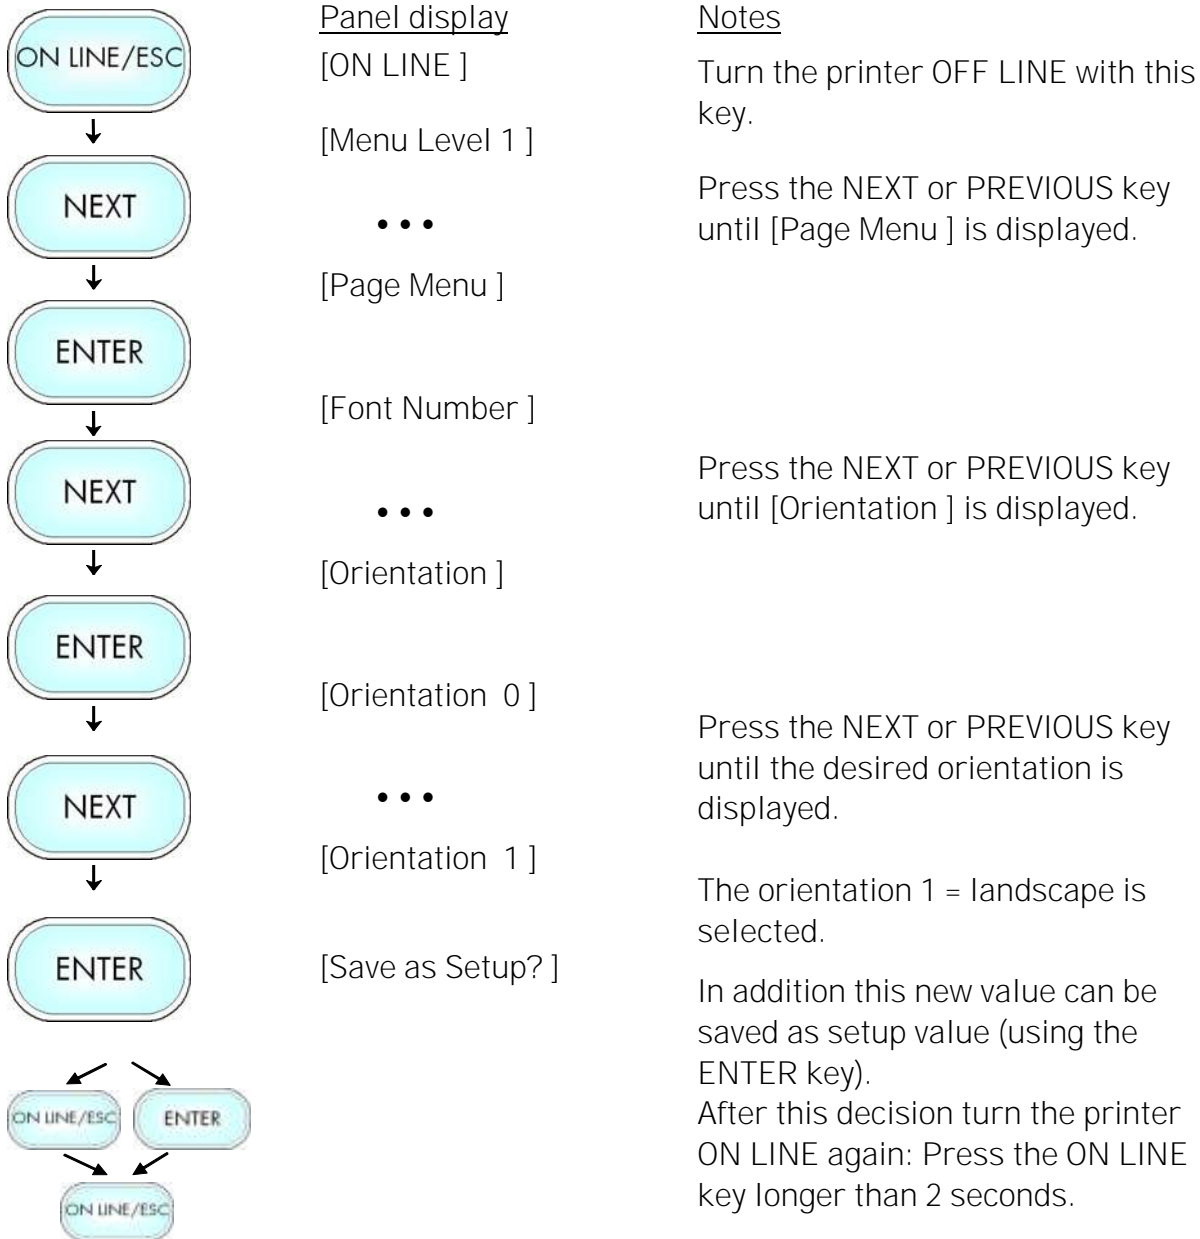 Panel display
Notes
ON LINE/ESC
[ON LINE ]
Turn the printer OFF LINE with this
key.
[Menu Level 1 ]
NEXT
• • •
Press the NEXT or PREVIOUS key
until [Page Menu ] is displayed.
[Page Menu ]
ENTER
[Font Number ]
NEXT
• • •
Press the NEXT or PREVIOUS key
until [Orientation ] is displayed.
[Orientation ]
ENTER
[Orientation  0 ]
Press the NEXT or PREVIOUS key
until the desired orientation is
displayed.
NEXT
• • •
[Orientation  1 ]
The orientation 1 = landscape is
selected.
ENTER
[Save as Setup? ]
In addition this new value can be
saved as setup value (using the
ENTER key).
After this decision turn the printer
ON LINE again: Press the ON LINE
key longer than 2 seconds.
ON LINE/ESC
ENTER
ON LINE/ESC